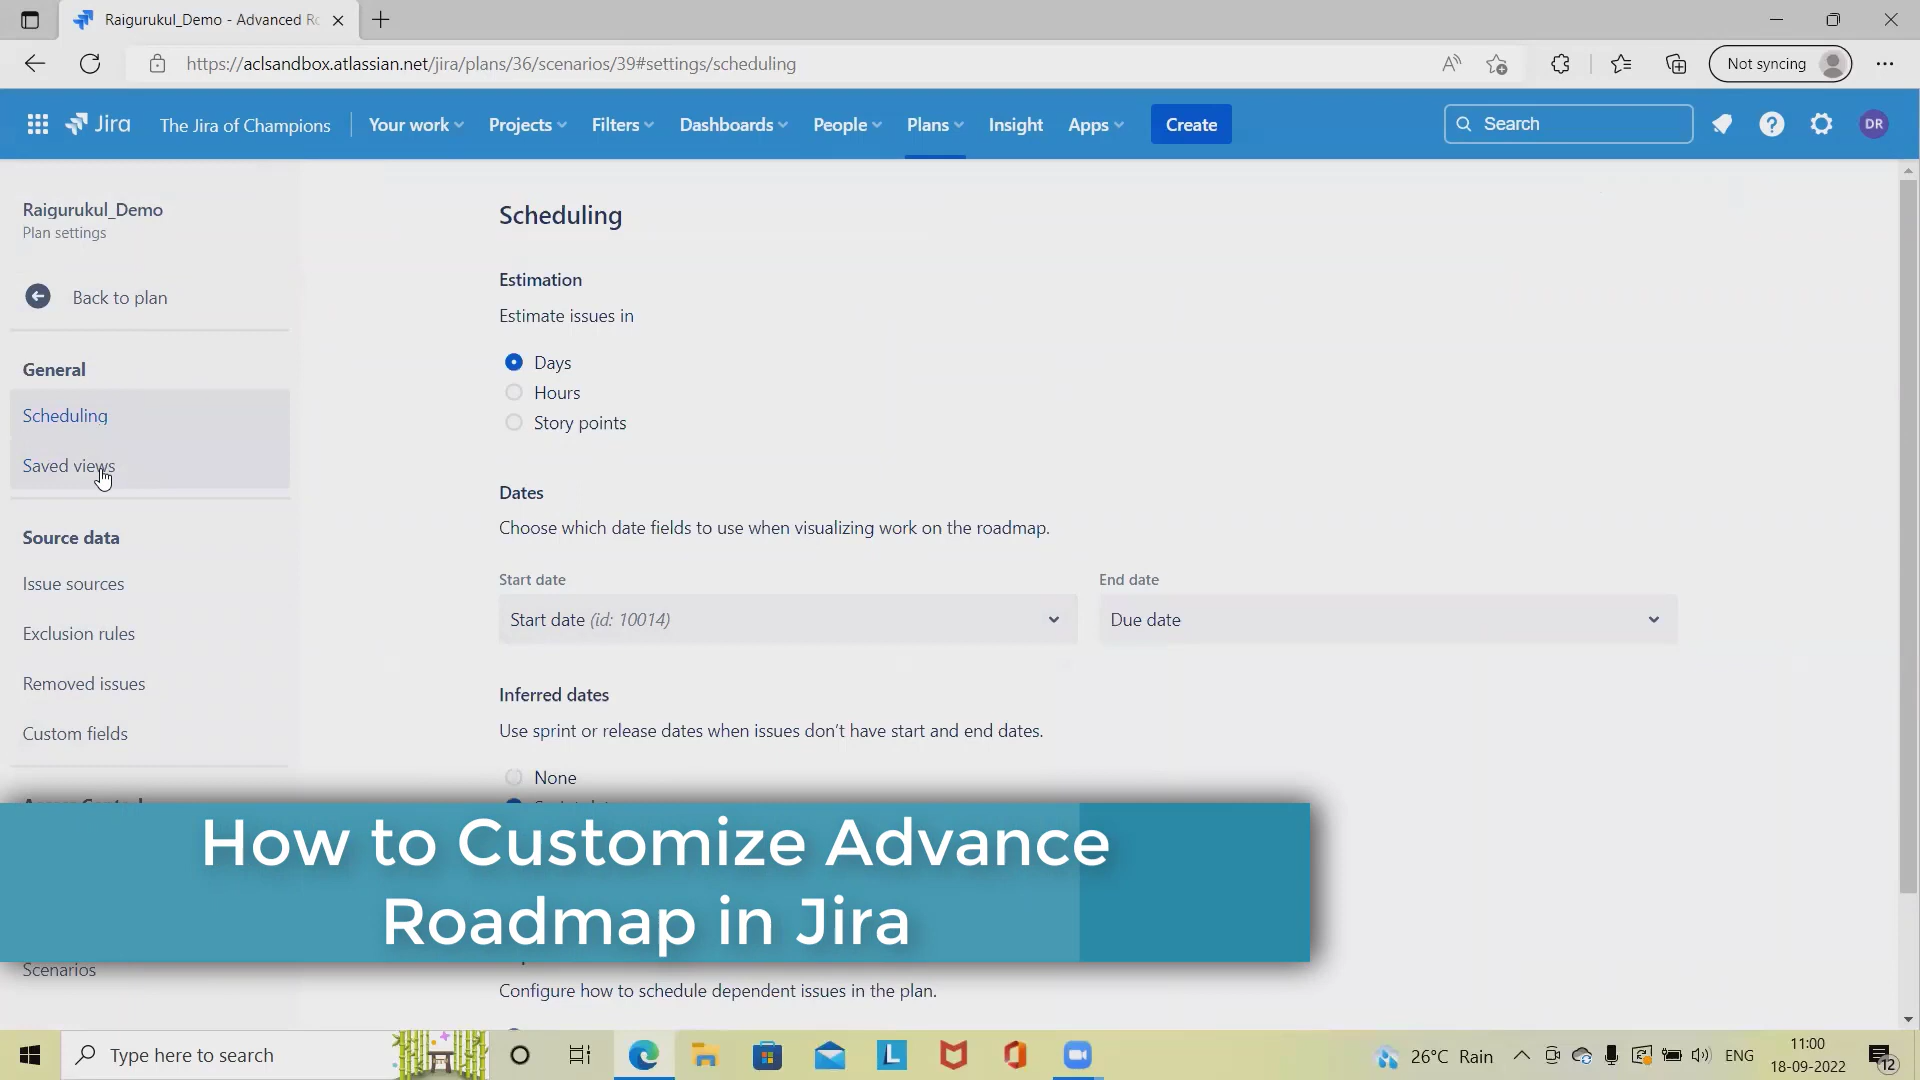 Raigurukul_Demo - Advanced Ro
https://aclsandbox.atlassian.net/jira/plans/36/scenarios/39#settings/scheduling
Not syncing
Jira
The Jira of Champions
Your work
Projects
Filters
Dashboards
People
Plans
Insight
Apps
Create
Search
DR
Raigurukul_Demo
Plan settings
Back to plan
General
Scheduling
Saved views
Source data
Issue sources
Exclusion rules
Removed issues
Custom fields
Scenarios
Scheduling
Estimation
Estimate issues in
Days
Hours
Story points
Dates
Choose which date fields to use when visualizing work on the roadmap.
Start date
End date
Start date (id: 10014)
Due date
Inferred dates
Use sprint or release dates when issues don't have start and end dates.
None
Configure how to schedule dependent issues in the plan.
How to Customize Advance
Roadmap in Jira
Type here to search
26°C Rain
ENG
11:00
18-09-2022
12